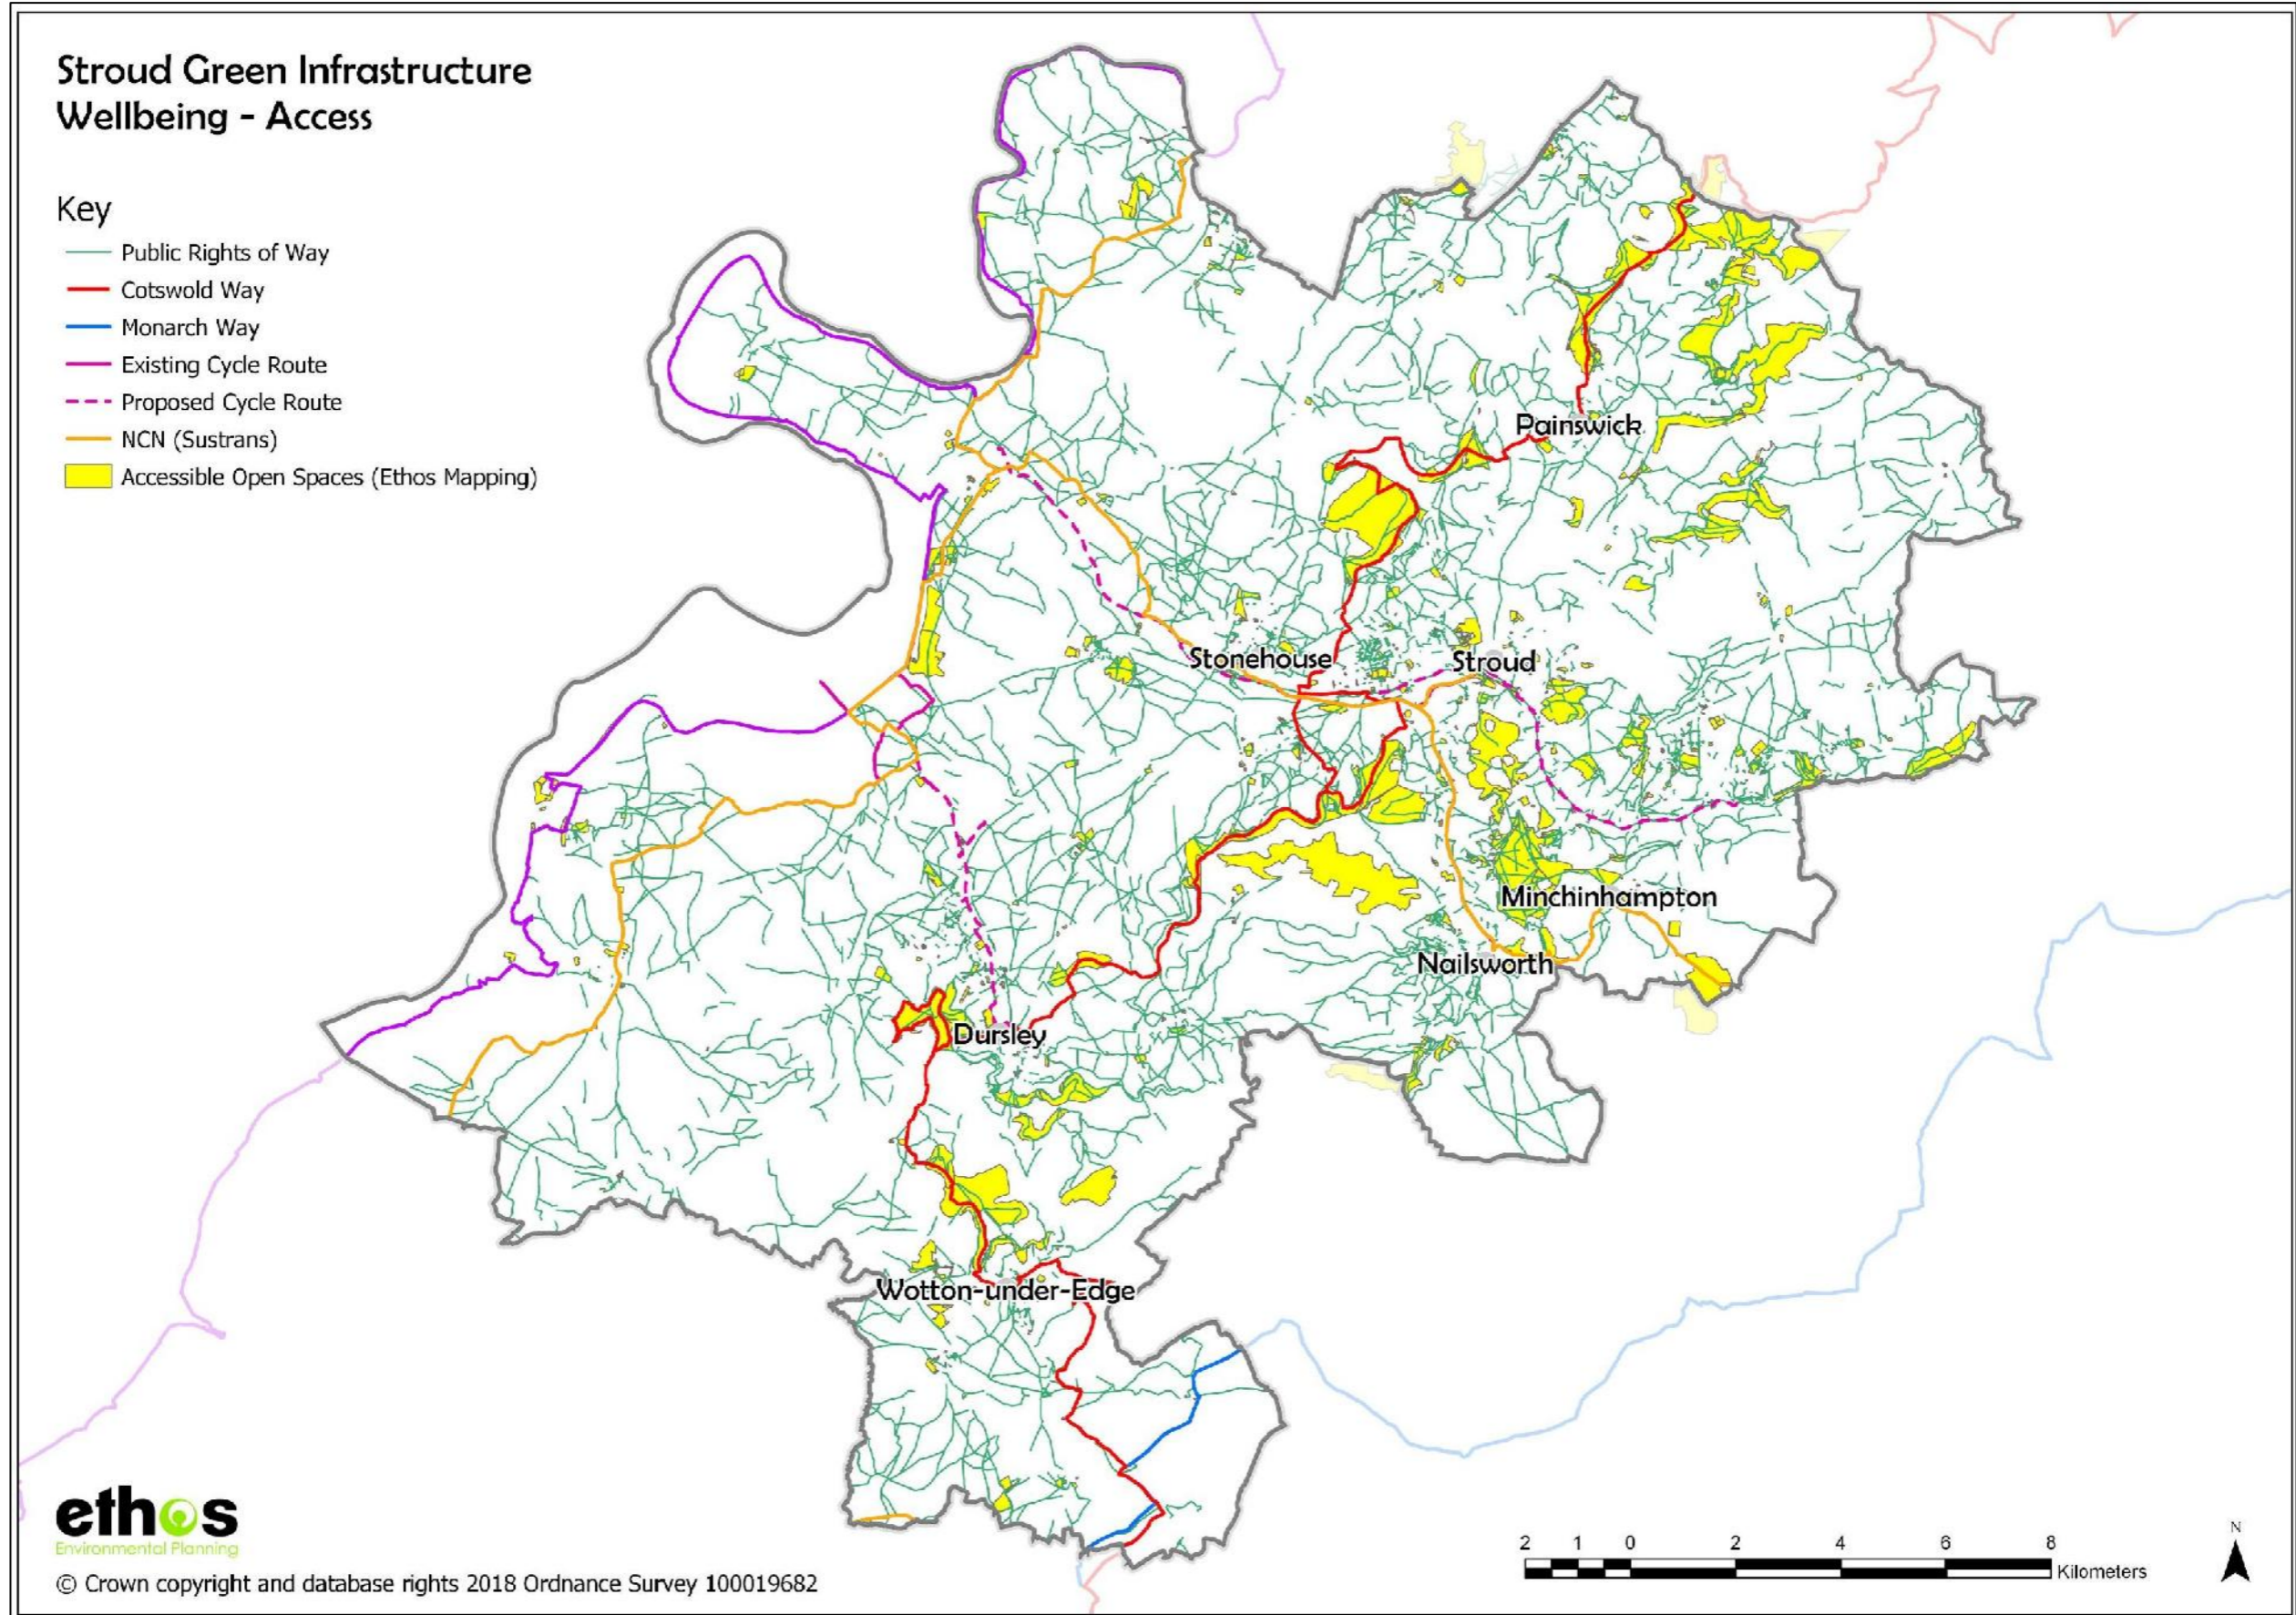 Stroud Green Infrastructure
Wellbeing - Access
Key
Public Rights of Way
Cotswold Way
Monarch Way
Existing Cycle Route
Proposed Cycle Route
NCN (Sustrans)
Accessible Open Spaces (Ethos Mapping)
Painswick
Stonehouse
Stroud
Minchinhampton
Nailsworth
Dursley
Wotton-under-Edge
ethos
Environmental Planning
© Crown copyright and database rights 2018 Ordnance Survey 100019682
2 1 0 2 4 6 8
Kilometers
N